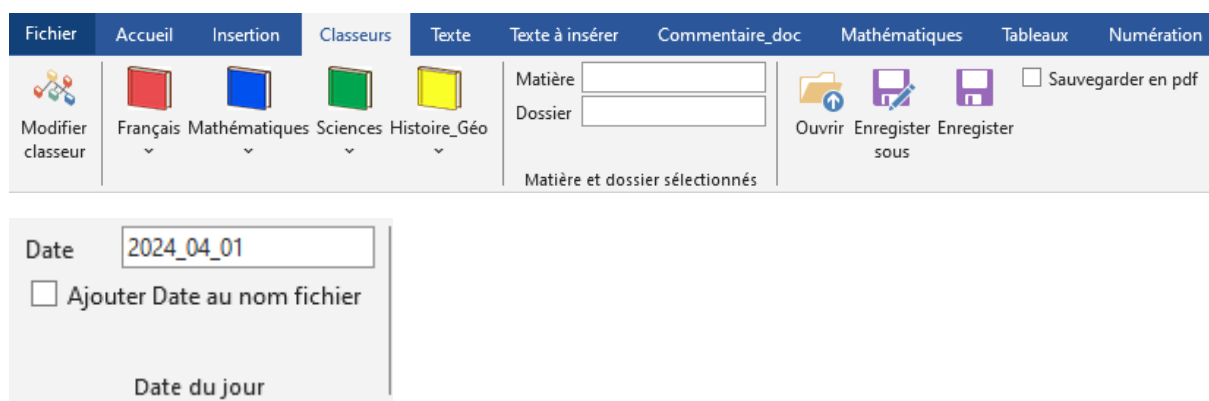 Fichier Accueil Insertion Classeurs Texte Texte à insérer Commentaire_doc Mathématiques Tableaux Numération
Modifier classeur
Français Mathématiques Sciences Histoire_Géo
Matière
Dossier
Matière et dossier sélectionnés
Ouvrir
Enregister sous
Enregister
Sauvegarder en pdf
Date 2024_04_01
Ajouter Date au nom fichier
Date du jour